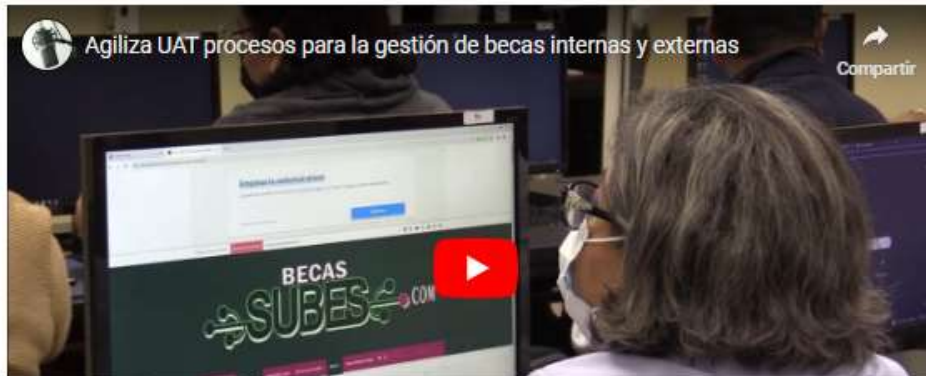 Agiliza UAT procesos para la gestión de becas internas y externas
Compartir
BECAS
SUBES
.COM